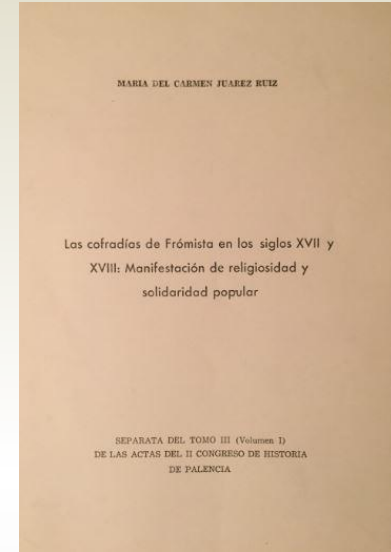 MARIA DEL CARMEN JUAREZ RUIZ
Las cofradías de Frómista en los siglos XVII y
XVIII: Manifestación de religiosidad y
solidaridad popular
SEPARATA DEL TOMO III (Volumen I)
DE LAS ACTAS DEL II CONGRESO DE HISTORIA
DE PALENCIA